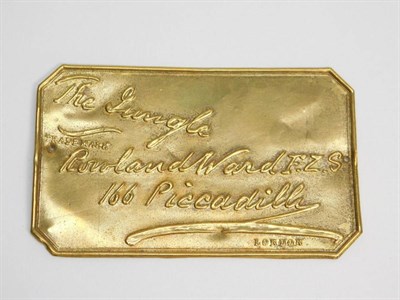 The Jungle
TRADE MARK
Rowland Ward F.Z.S.
166 Piccadilly
LONDON.